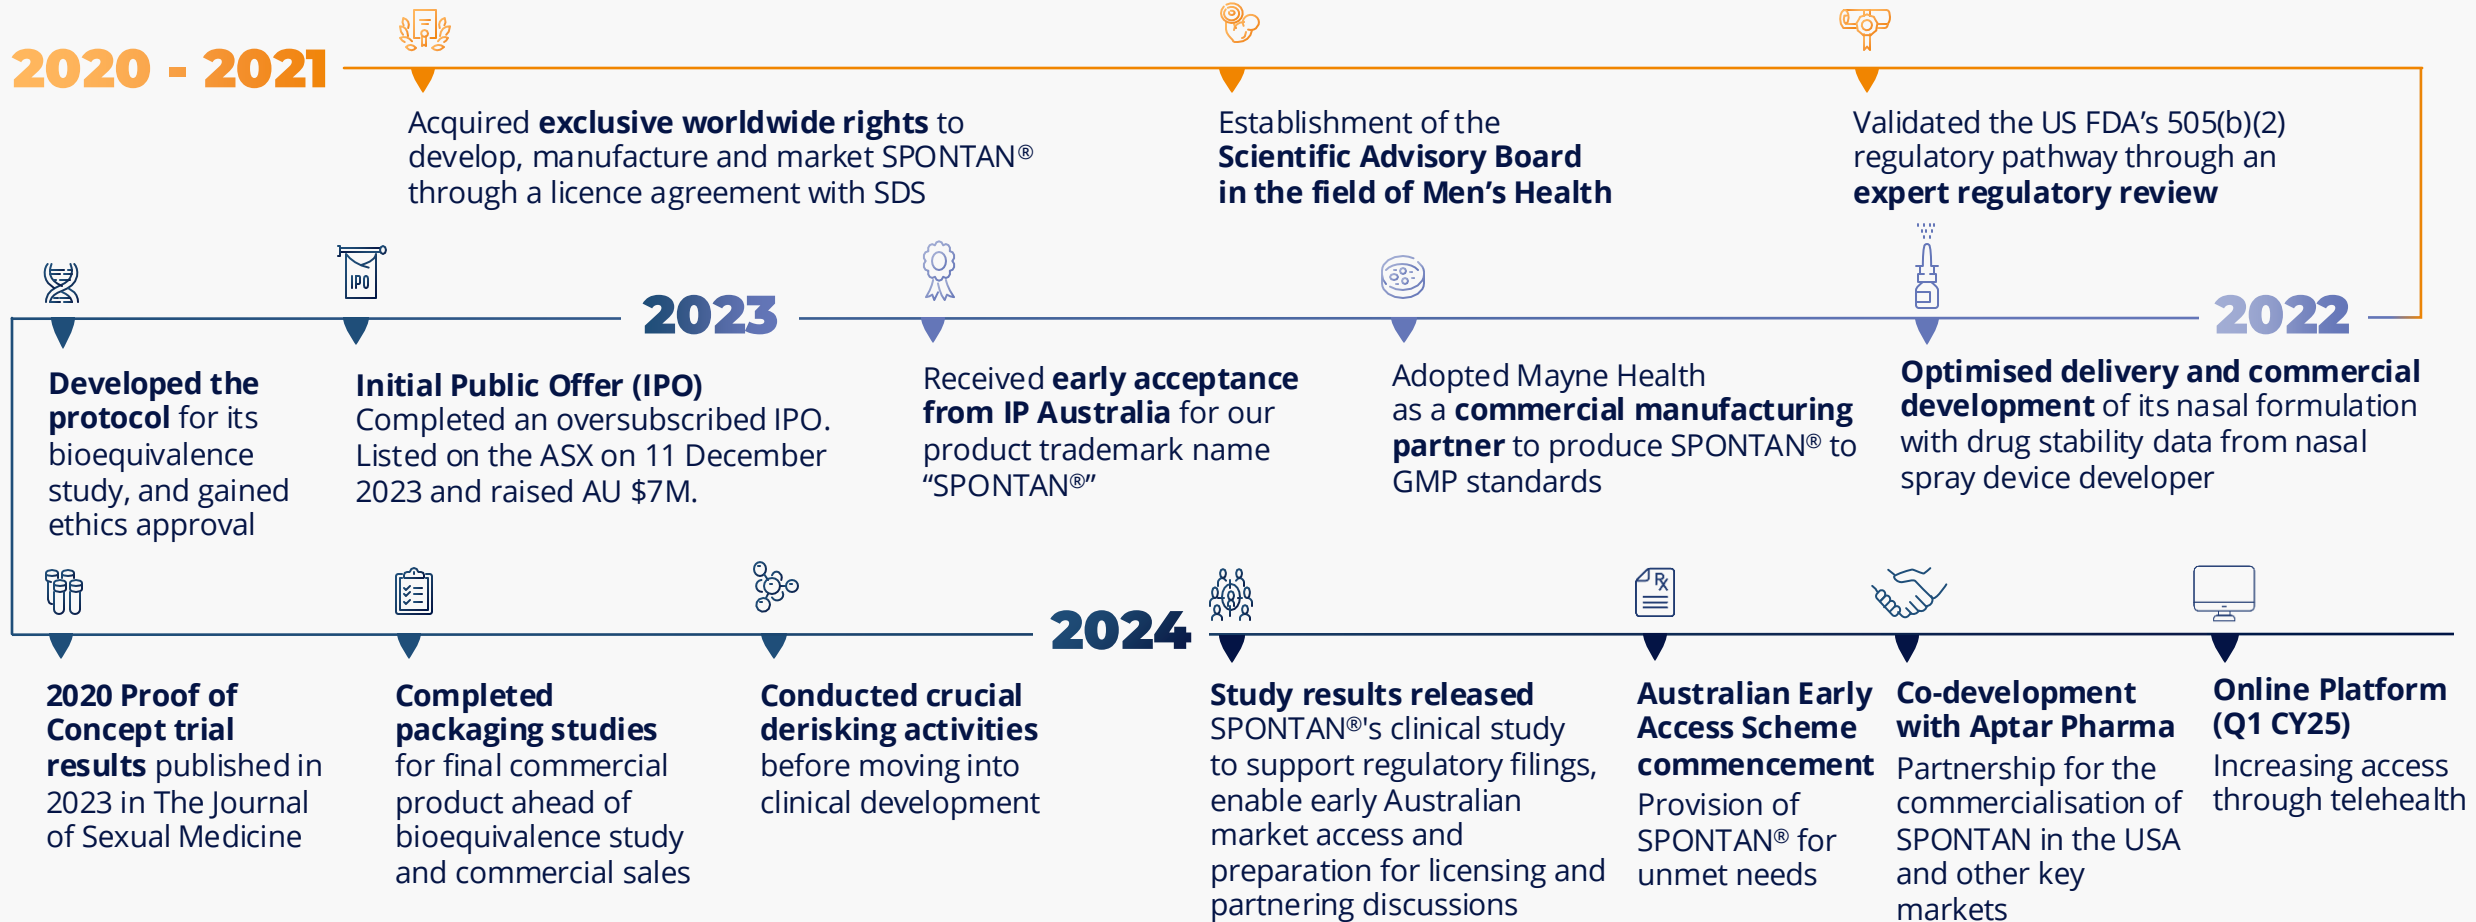 2020 - 2021
Acquired exclusive worldwide rights to
develop, manufacture and market SPONTAN®
through a licence agreement with SDS
Establishment of the
Scientific Advisory Board
in the field of Men’s Health
Validated the US FDA’s 505(b)(2)
regulatory pathway through an
expert regulatory review
2022
Optimised delivery and commercial
development of its nasal formulation
with drug stability data from nasal
spray device developer
Adopted Mayne Health
as a commercial manufacturing
partner to produce SPONTAN® to
GMP standards
Received early acceptance
from IP Australia for our
product trademark name
“SPONTAN®”
2023
IPO
Initial Public Offer (IPO)
Completed an oversubscribed IPO.
Listed on the ASX on 11 December
2023 and raised AU $7M.
Developed the
protocol for its
bioequivalence
study, and gained
ethics approval
2020 Proof of
Concept trial
results published in
2023 in The Journal
of Sexual Medicine
Completed
packaging studies
for final commercial
product ahead of
bioequivalence study
and commercial sales
Conducted crucial
derisking activities
before moving into
clinical development
2024
Study results released
SPONTAN®'s clinical study
to support regulatory filings,
enable early Australian
market access and
preparation for licensing and
partnering discussions
Rx
Australian Early
Access Scheme
commencement
Provision of
SPONTAN® for
unmet needs
Co-development
with Aptar Pharma
Partnership for the
commercialisation of
SPONTAN in the USA
and other key
markets
Online Platform
(Q1 CY25)
Increasing access
through telehealth